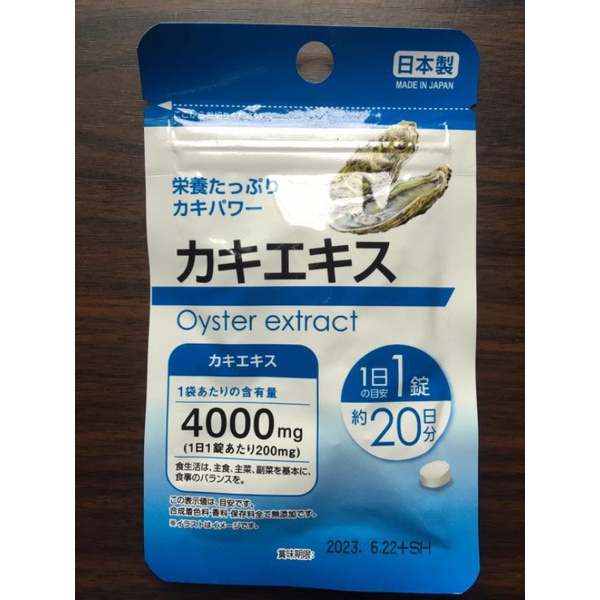 日本製
MADE IN JAPAN
栄養たっぷり
カキパワー
カキエキス
Oyster extract
カキエキス
1袋あたりの含有量
4000mg
(1日1錠あたり200mg)
食生活は、主食、主菜、副菜を基本に、
食事のバランスを。
1日の目安1錠
約20日分
この表示値は、目安です。
合成着色料・香料・保存料全て無添加です。
※イラストはイメージです。
賞味期限: 2023. 6.22+SH